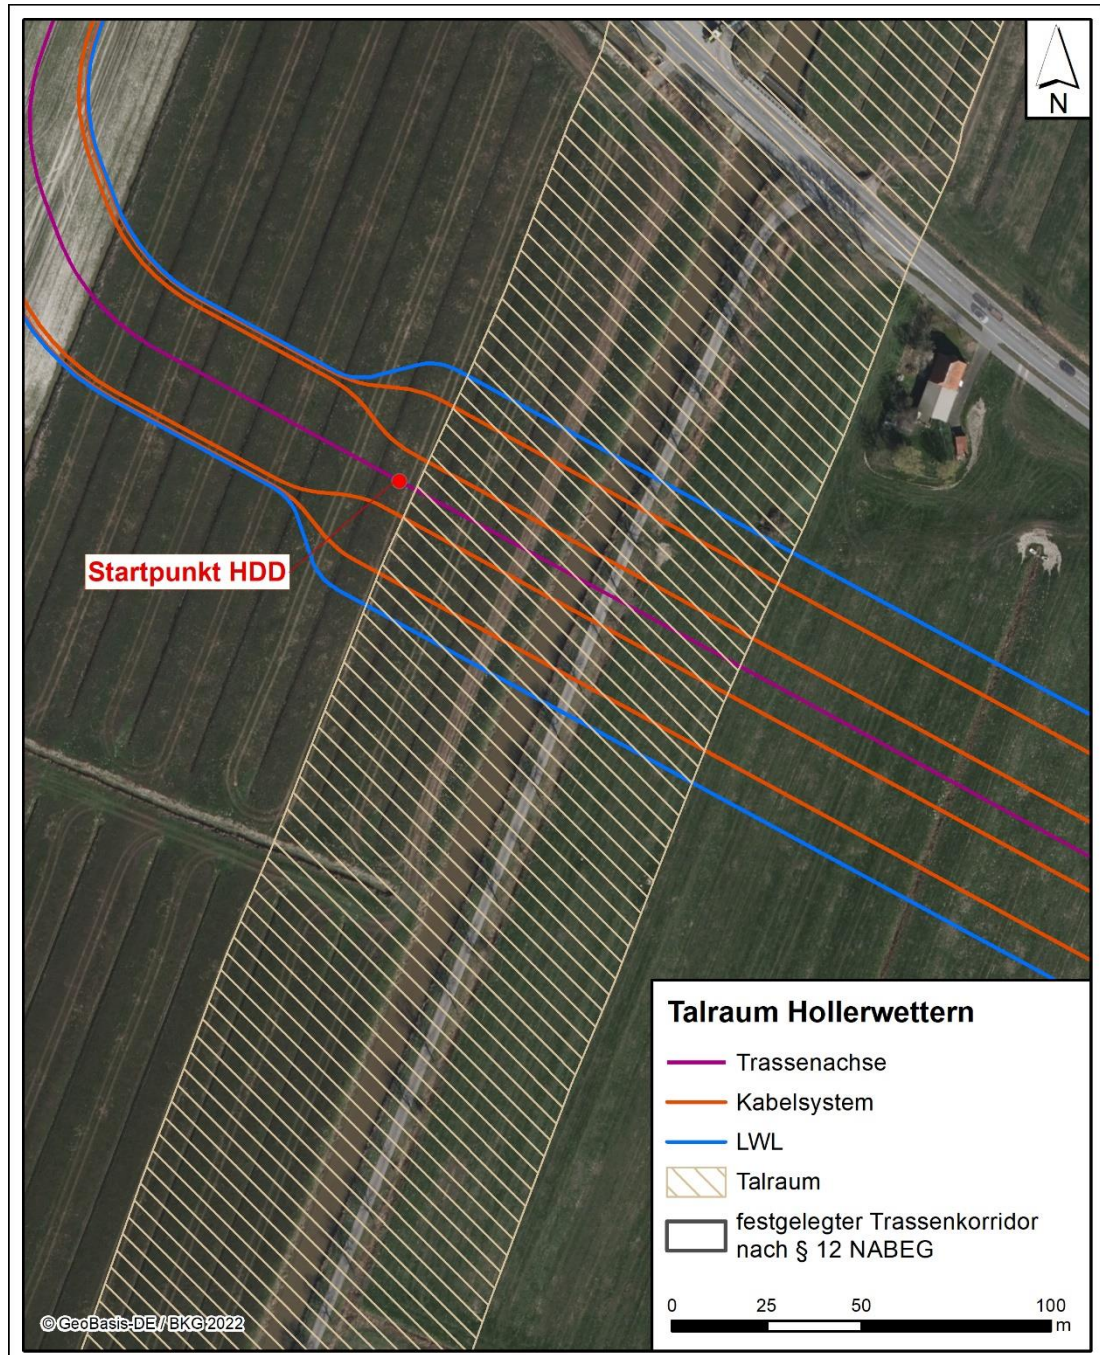 N
Startpunkt HDD
Talraum Hollerwettern
Trassenachse
Kabelsystem
LWL
Talraum
festgelegter Trassenkorridor
nach § 12 NABEG
0 25 50 100
m
© GeoBasis-DE / BKG 2022